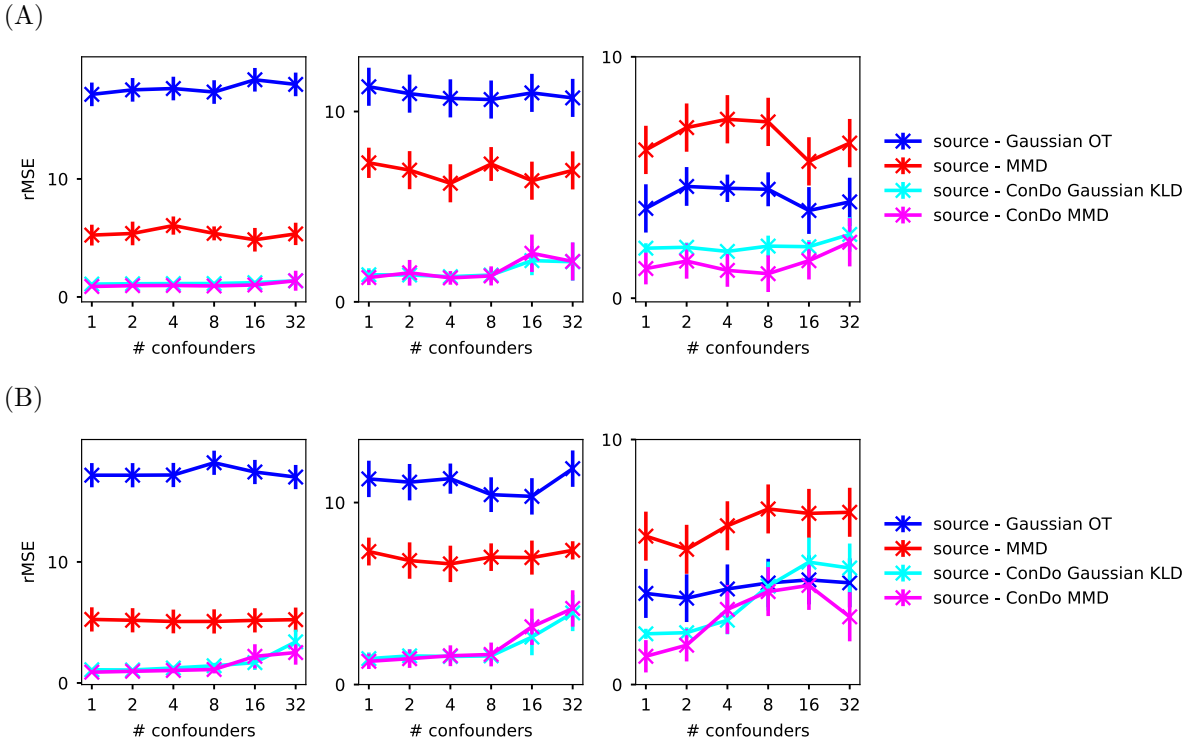 (A)
rMSE
10
0
1 2 4 8 16 32
# confounders
10
0
1 2 4 8 16 32
# confounders
10
0
1 2 4 8 16 32
# confounders
source - Gaussian OT
source - MMD
source - ConDo Gaussian KLD
source - ConDo MMD
(B)
rMSE
10
0
1 2 4 8 16 32
# confounders
10
0
1 2 4 8 16 32
# confounders
10
0
1 2 4 8 16 32
# confounders
source - Gaussian OT
source - MMD
source - ConDo Gaussian KLD
source - ConDo MMD